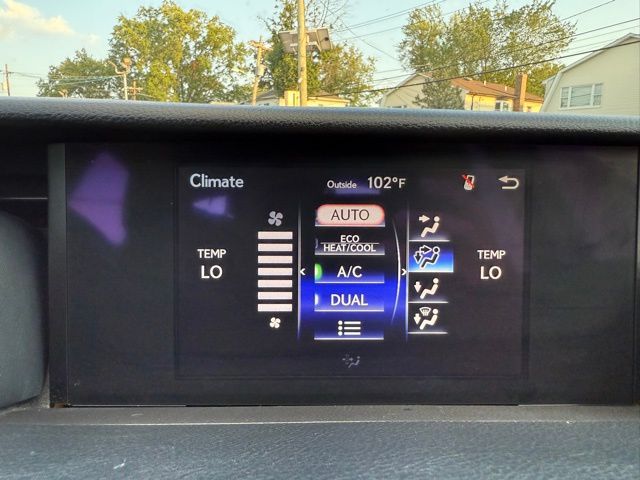 Climate
Outside 102°F
AUTO
ECO
HEAT/COOL
TEMP
LO
A/C
DUAL
TEMP
LO